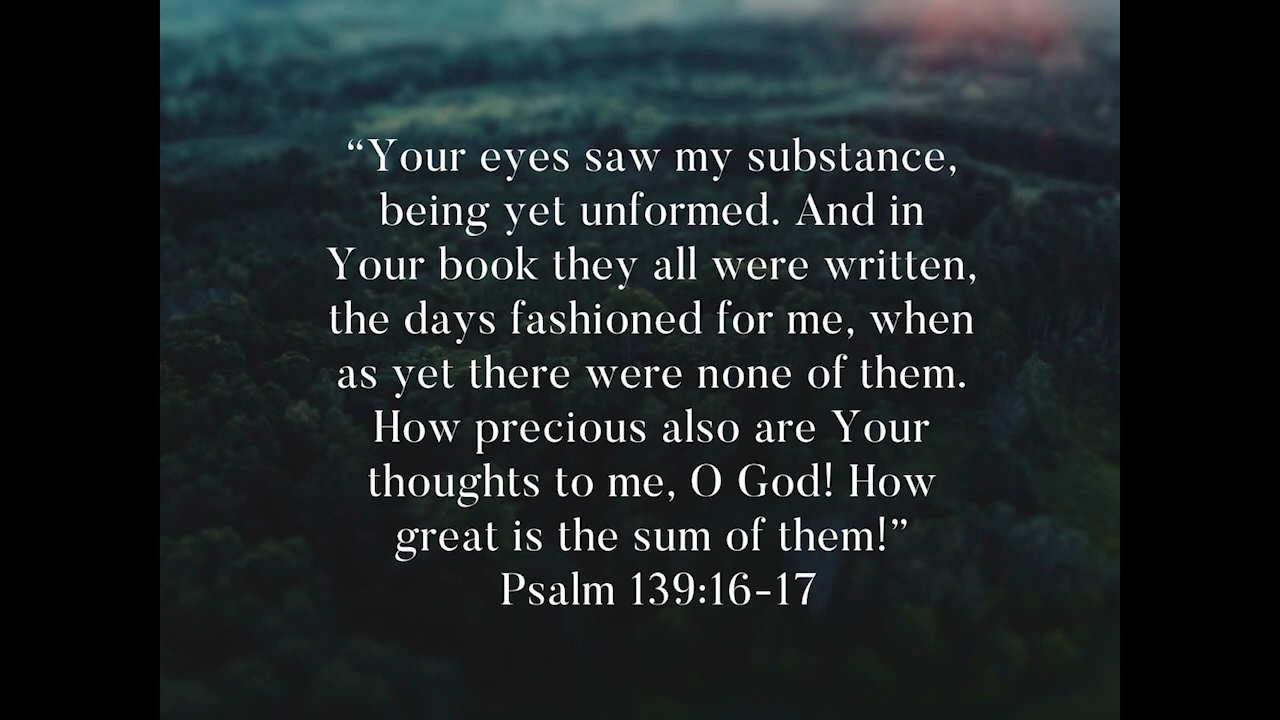 “Your eyes saw my substance,
being yet unformed. And in
Your book they all were written,
the days fashioned for me, when
as yet there were none of them.
How precious also are Your
thoughts to me, O God! How
great is the sum of them!”
Psalm 139:16-17